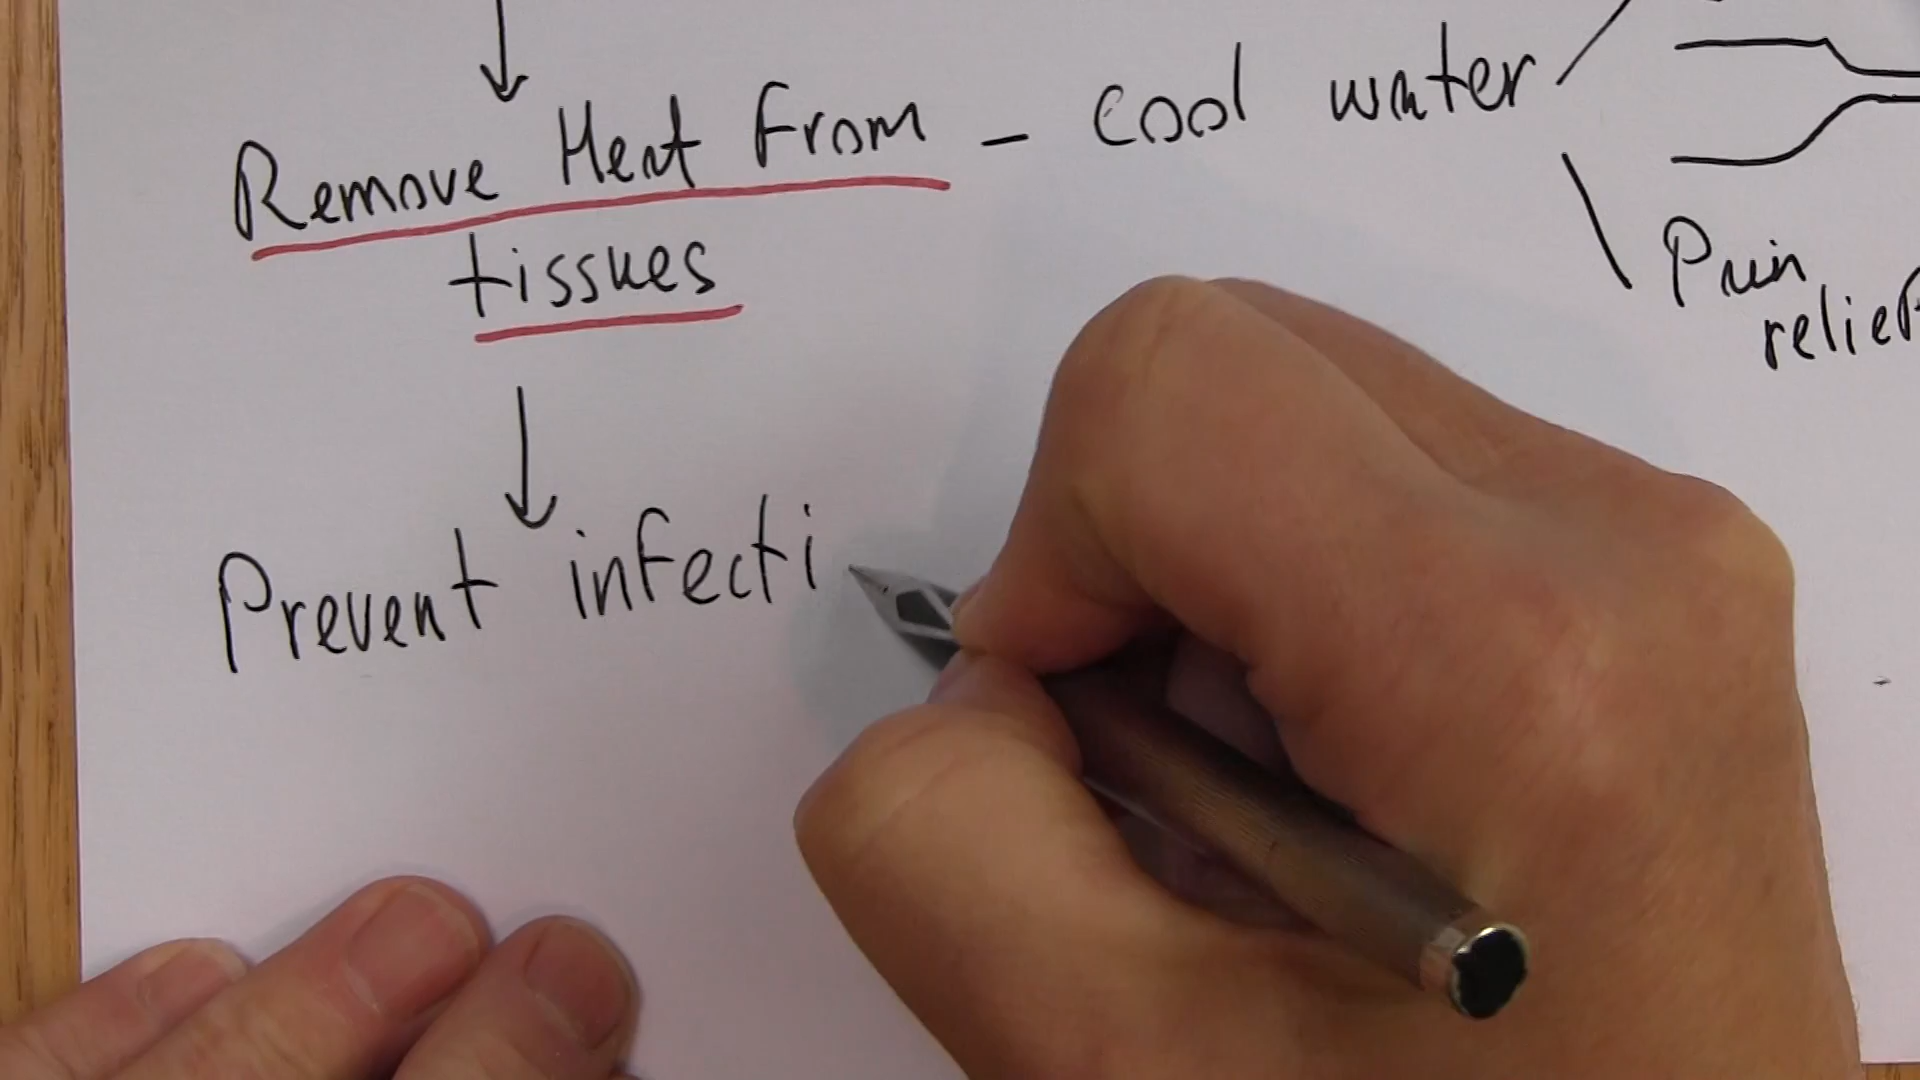 Remove Heat From - cool water
tissues
Pain
relief
Prevent infecti